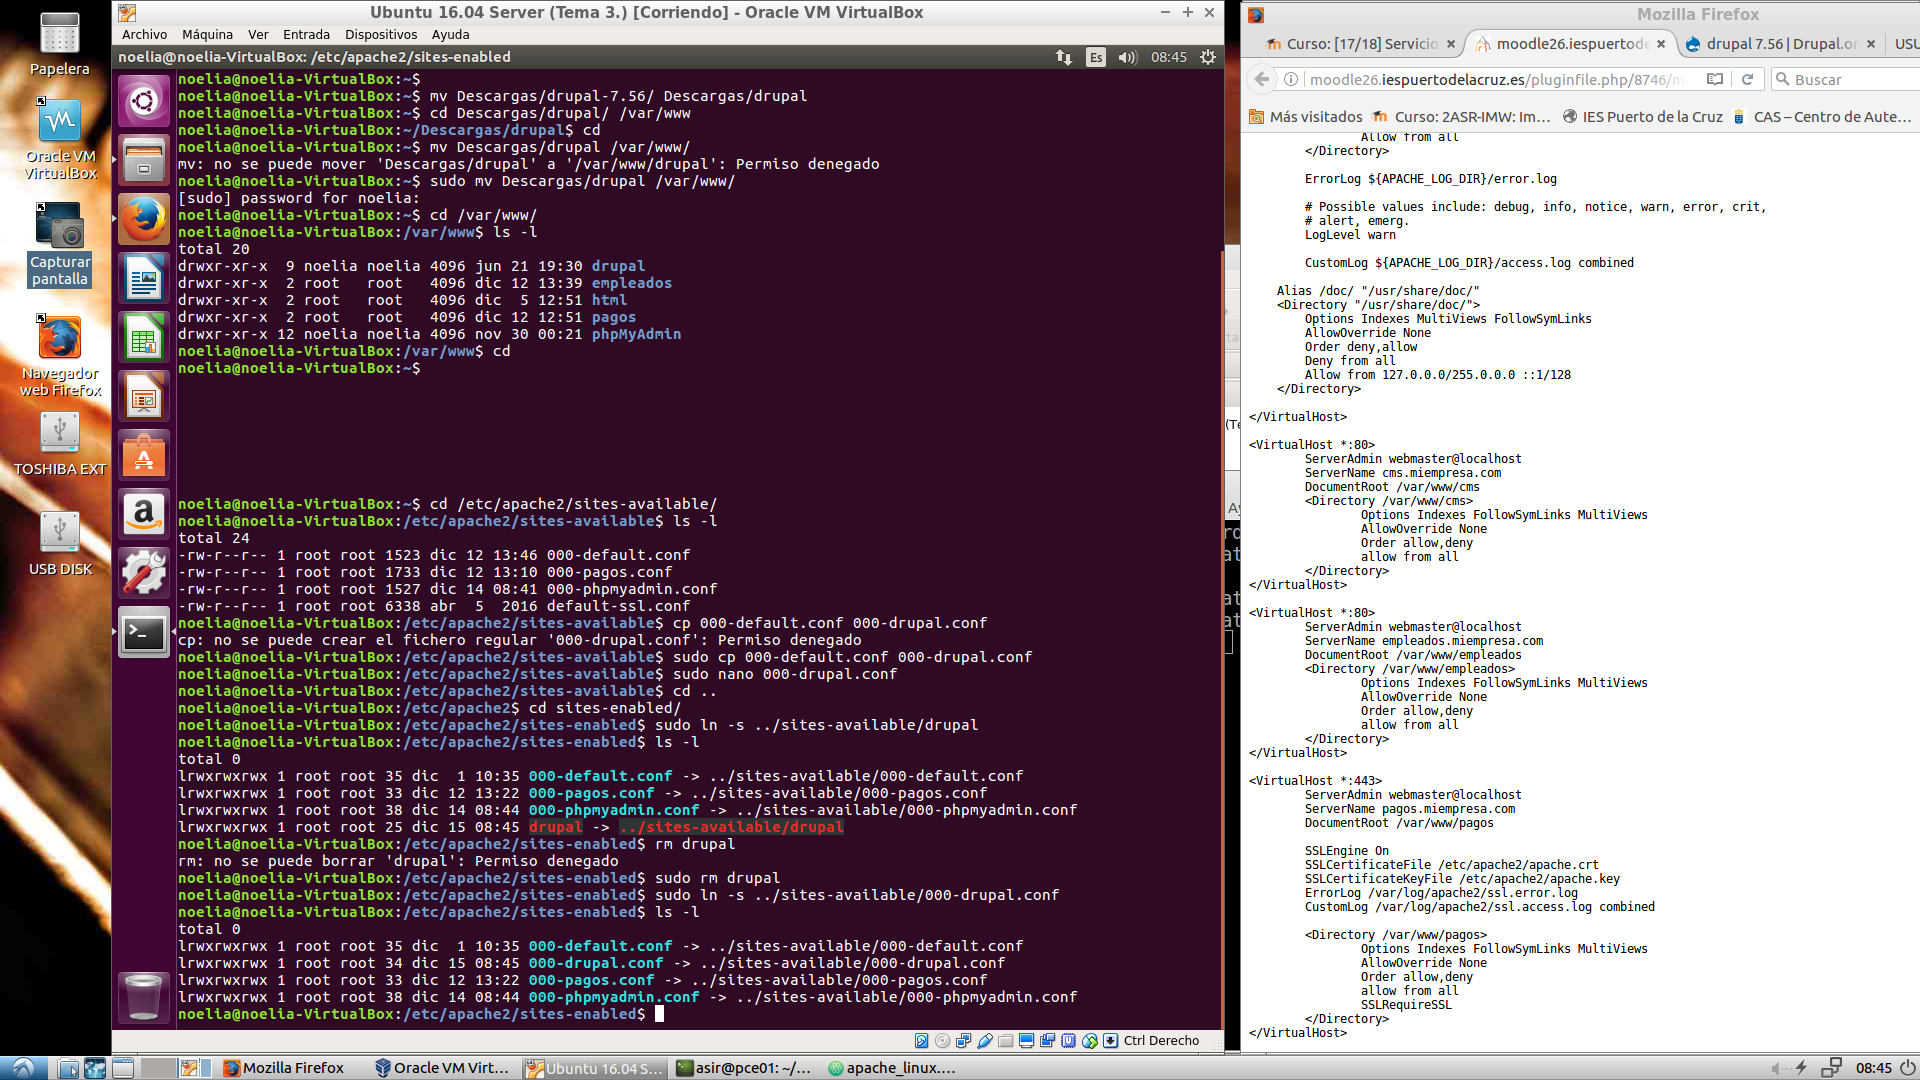 Papelera
Oracle VM
VirtualBox
Capturar
pantalla
Navegador
web Firefox
TOSHIBA EXT
USB DISK
Ubuntu 16.04 Server (Tema 3.) [Corriendo] - Oracle VM VirtualBox
Archivo Máquina Ver Entrada Dispositivos Ayuda
noelia@noelia-VirtualBox: /etc/apache2/sites-enabled
Es
08:45
noelia@noelia-VirtualBox:~$
noelia@noelia-VirtualBox:~$ mv Descargas/drupal-7.56/ Descargas/drupal
noelia@noelia-VirtualBox:~$ cd Descargas/drupal/ /var/www
noelia@noelia-VirtualBox:~/Descargas/drupal$ cd
noelia@noelia-VirtualBox:~$ mv Descargas/drupal /var/www/
mv: no se puede mover 'Descargas/drupal' a '/var/www/drupal': Permiso denegado
noelia@noelia-VirtualBox:~$ sudo mv Descargas/drupal /var/www/
[sudo] password for noelia:
noelia@noelia-VirtualBox:~$ cd /var/www/
noelia@noelia-VirtualBox:/var/www$ ls -l
total 20
drwxr-xr-x  9 noelia noelia 4096 jun 21 19:30 drupal
drwxr-xr-x  2 root   root   4096 dic 12 13:39 empleados
drwxr-xr-x  2 root   root   4096 dic  5 12:51 html
drwxr-xr-x  2 root   root   4096 dic 12 12:51 pagos
drwxr-xr-x 12 noelia noelia 4096 nov 30 00:21 phpMyAdmin
noelia@noelia-VirtualBox:/var/www$ cd
noelia@noelia-VirtualBox:~$
noelia@noelia-VirtualBox:~$ cd /etc/apache2/sites-available/
noelia@noelia-VirtualBox:/etc/apache2/sites-available$ ls -l
total 24
-rw-r--r-- 1 root root 1523 dic 12 13:46 000-default.conf
-rw-r--r-- 1 root root 1733 dic 12 13:10 000-pagos.conf
-rw-r--r-- 1 root root 1527 dic 14 08:41 000-phpmyadmin.conf
-rw-r--r-- 1 root root 6338 abr  5  2016 default-ssl.conf
noelia@noelia-VirtualBox:/etc/apache2/sites-available$ cp 000-default.conf 000-drupal.conf
cp: no se puede crear el fichero regular '000-drupal.conf': Permiso denegado
noelia@noelia-VirtualBox:/etc/apache2/sites-available$ sudo cp 000-default.conf 000-drupal.conf
noelia@noelia-VirtualBox:/etc/apache2/sites-available$ sudo nano 000-drupal.conf
noelia@noelia-VirtualBox:/etc/apache2/sites-available$ cd ..
noelia@noelia-VirtualBox:/etc/apache2$ cd sites-enabled/
noelia@noelia-VirtualBox:/etc/apache2/sites-enabled$ sudo ln -s ../sites-available/drupal
noelia@noelia-VirtualBox:/etc/apache2/sites-enabled$ ls -l
total 0
lrwxrwxrwx 1 root root 35 dic  1 10:35 000-default.conf -> ../sites-available/000-default.conf
lrwxrwxrwx 1 root root 33 dic 12 13:22 000-pagos.conf -> ../sites-available/000-pagos.conf
lrwxrwxrwx 1 root root 38 dic 14 08:44 000-phpmyadmin.conf -> ../sites-available/000-phpmyadmin.conf
lrwxrwxrwx 1 root root 25 dic 15 08:45 drupal -> ../sites-available/drupal
noelia@noelia-VirtualBox:/etc/apache2/sites-enabled$ rm drupal
rm: no se puede borrar 'drupal': Permiso denegado
noelia@noelia-VirtualBox:/etc/apache2/sites-enabled$ sudo rm drupal
noelia@noelia-VirtualBox:/etc/apache2/sites-enabled$ sudo ln -s ../sites-available/000-drupal.conf
noelia@noelia-VirtualBox:/etc/apache2/sites-enabled$ ls -l
total 0
lrwxrwxrwx 1 root root 35 dic  1 10:35 000-default.conf -> ../sites-available/000-default.conf
lrwxrwxrwx 1 root root 34 dic 15 08:45 000-drupal.conf -> ../sites-available/000-drupal.conf
lrwxrwxrwx 1 root root 33 dic 12 13:22 000-pagos.conf -> ../sites-available/000-pagos.conf
lrwxrwxrwx 1 root root 38 dic 14 08:44 000-phpmyadmin.conf -> ../sites-available/000-phpmyadmin.conf
noelia@noelia-VirtualBox:/etc/apache2/sites-enabled$
Ctrl Derecho
Mozilla Firefox
Curso: [17/18] Servicio
moodle26.iespuertode
drupal 7.56 | Drupal.or
USU
moodle26.iespuertodelacruz.es/pluginfile.php/8746/m
Buscar
Más visitados
Curso: 2ASR-IMW: Im...
IES Puerto de la Cruz
CAS – Centro de Aute...
Allow from all
</Directory>
ErrorLog ${APACHE_LOG_DIR}/error.log
# Possible values include: debug, info, notice, warn, error, crit,
# alert, emerg.
LogLevel warn
CustomLog ${APACHE_LOG_DIR}/access.log combined
Alias /doc/ "/usr/share/doc/"
<Directory "/usr/share/doc/">
Options Indexes MultiViews FollowSymLinks
AllowOverride None
Order deny,allow
Deny from all
Allow from 127.0.0.0/255.0.0.0 ::1/128
</Directory>
</VirtualHost>
<VirtualHost *:80>
ServerAdmin webmaster@localhost
ServerName cms.miempresa.com
DocumentRoot /var/www/cms
<Directory /var/www/cms>
Options Indexes FollowSymLinks MultiViews
AllowOverride None
Order allow,deny
allow from all
</Directory>
</VirtualHost>
<VirtualHost *:80>
ServerAdmin webmaster@localhost
ServerName empleados.miempresa.com
DocumentRoot /var/www/empleados
<Directory /var/www/empleados>
Options Indexes FollowSymLinks MultiViews
AllowOverride None
Order allow,deny
allow from all
</Directory>
</VirtualHost>
<VirtualHost *:443>
ServerAdmin webmaster@localhost
ServerName pagos.miempresa.com
DocumentRoot /var/www/pagos
SSLEngine On
SSLCertificateFile /etc/apache2/apache.crt
SSLCertificateKeyFile /etc/apache2/apache.key
ErrorLog /var/log/apache2/ssl.error.log
CustomLog /var/log/apache2/ssl.access.log combined
<Directory /var/www/pagos>
Options Indexes FollowSymLinks MultiViews
AllowOverride None
Order allow,deny
allow from all
SSLRequireSSL
</Directory>
</VirtualHost>
Mozilla Firefox
Oracle VM Virt...
Ubuntu 16.04 S...
asir@pce01: ~/...
apache_linux....
08:45